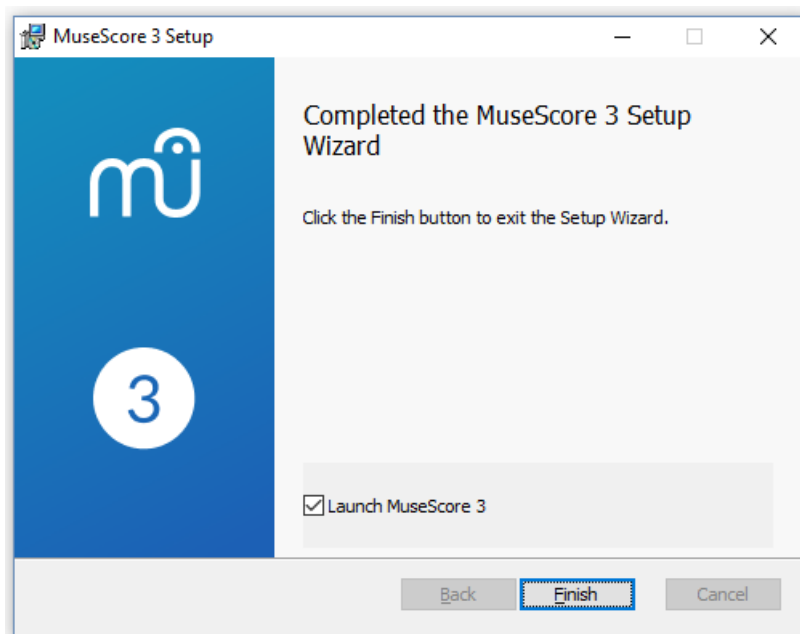 MuseScore 3 Setup
Completed the MuseScore 3 Setup
Wizard
Click the Finish button to exit the Setup Wizard.
3
Launch MuseScore 3
Back
Finish
Cancel